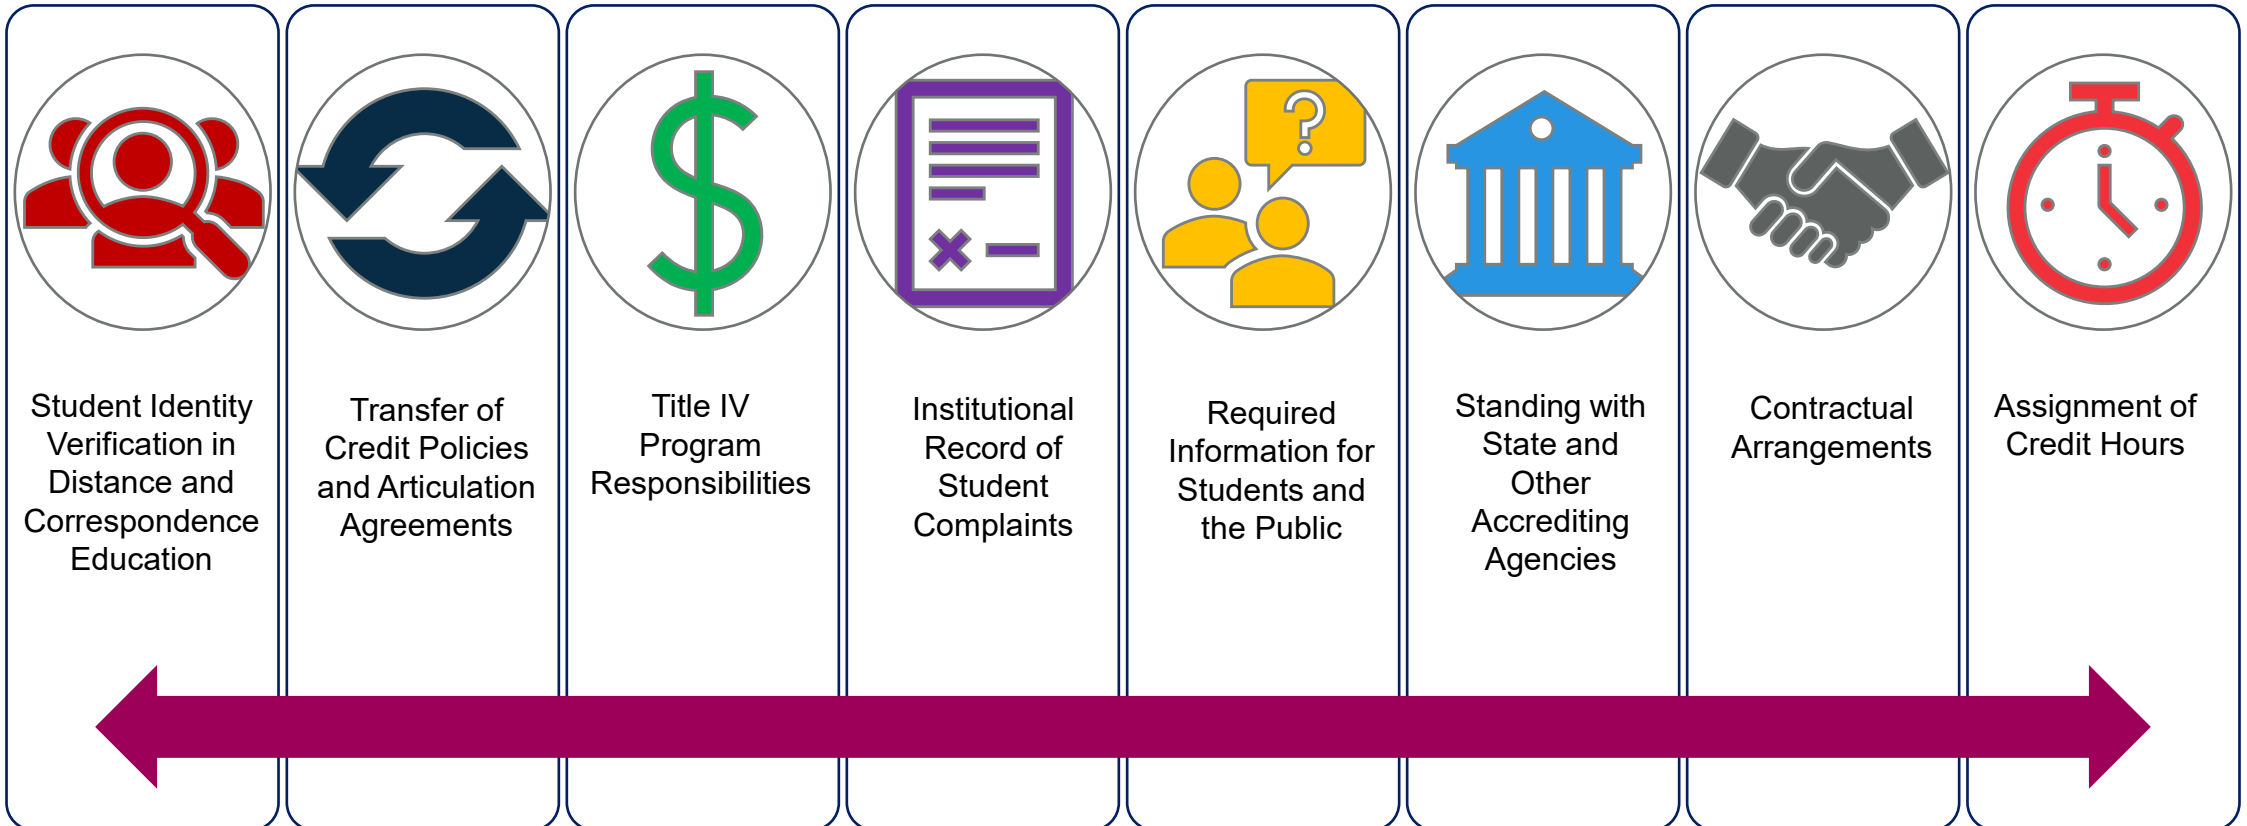 Student Identity
Verification in
Distance and
Correspondence
Education
Transfer of
Credit Policies
and Articulation
Agreements
Title IV
Program
Responsibilities
Institutional
Record of
Student
Complaints
?
Required
Information for
Students and
the Public
Standing with
State and
Other
Accrediting
Agencies
Contractual
Arrangements
Assignment of
Credit Hours